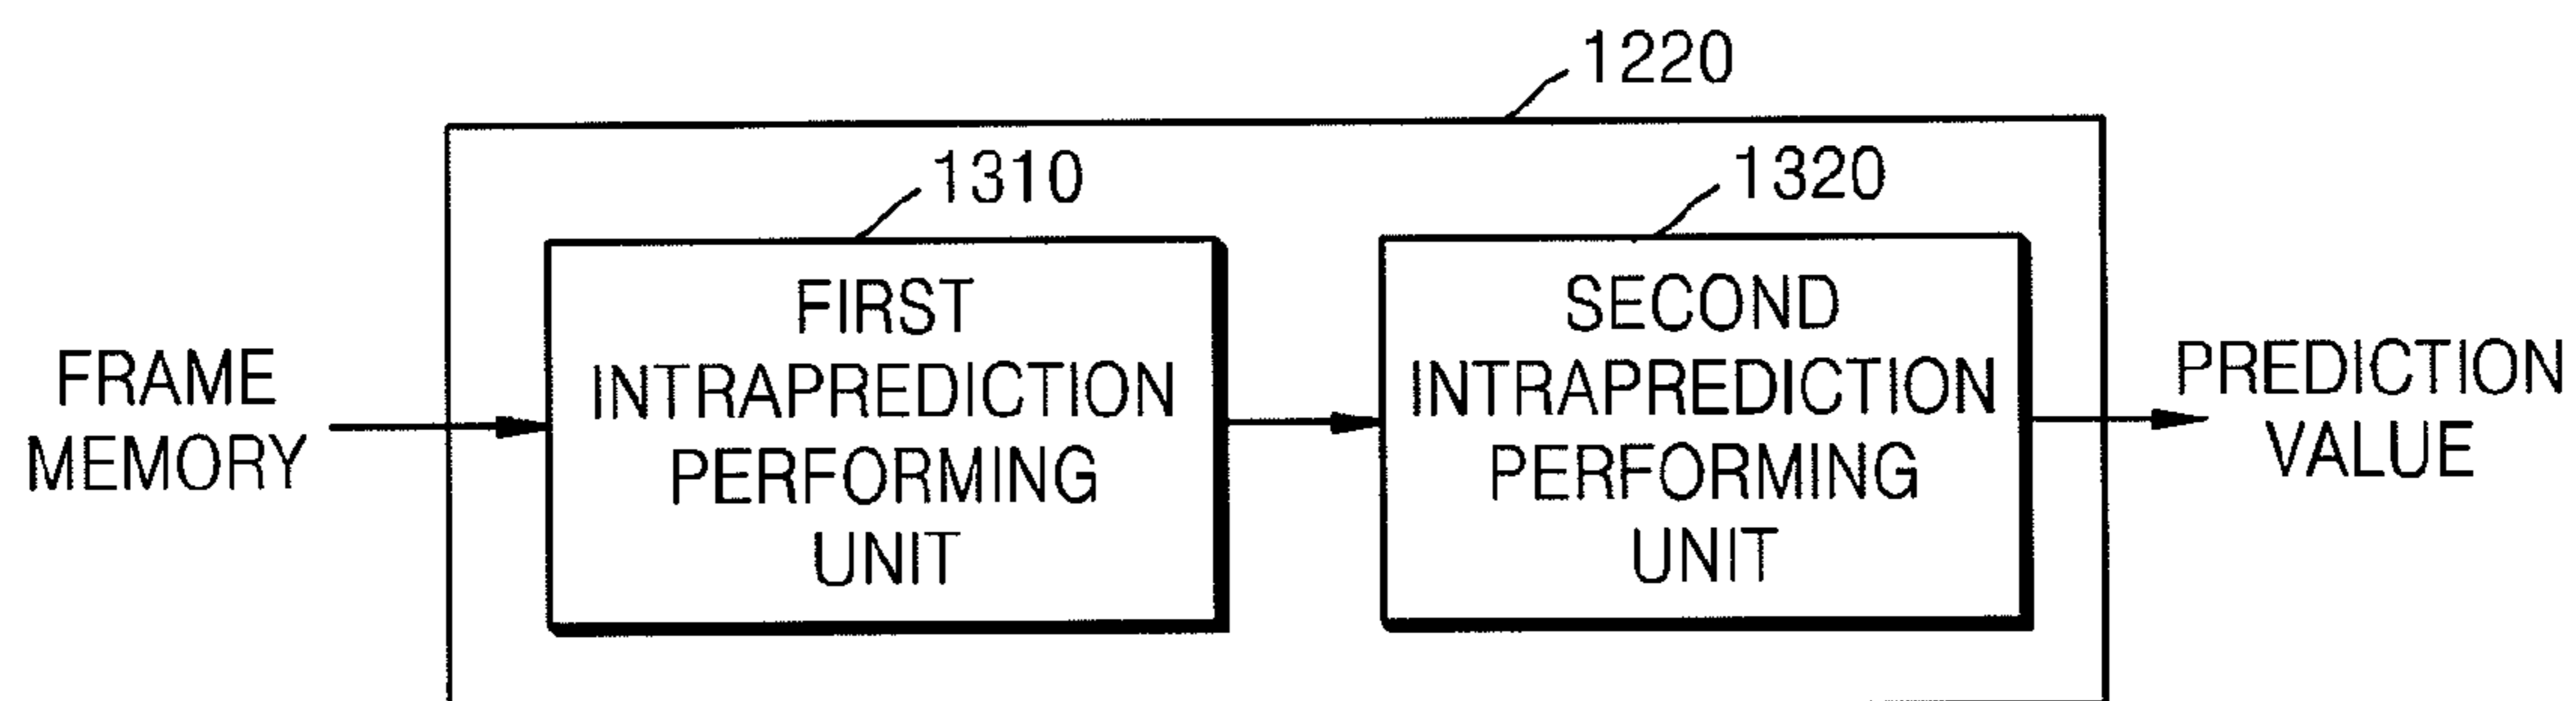 1220
1310
1320
FIRST
INTRAPREDICTION
PERFORMING
UNIT
SECOND
INTRAPREDICTION
PERFORMING
UNIT
FRAME
MEMORY
PREDICTION
VALUE